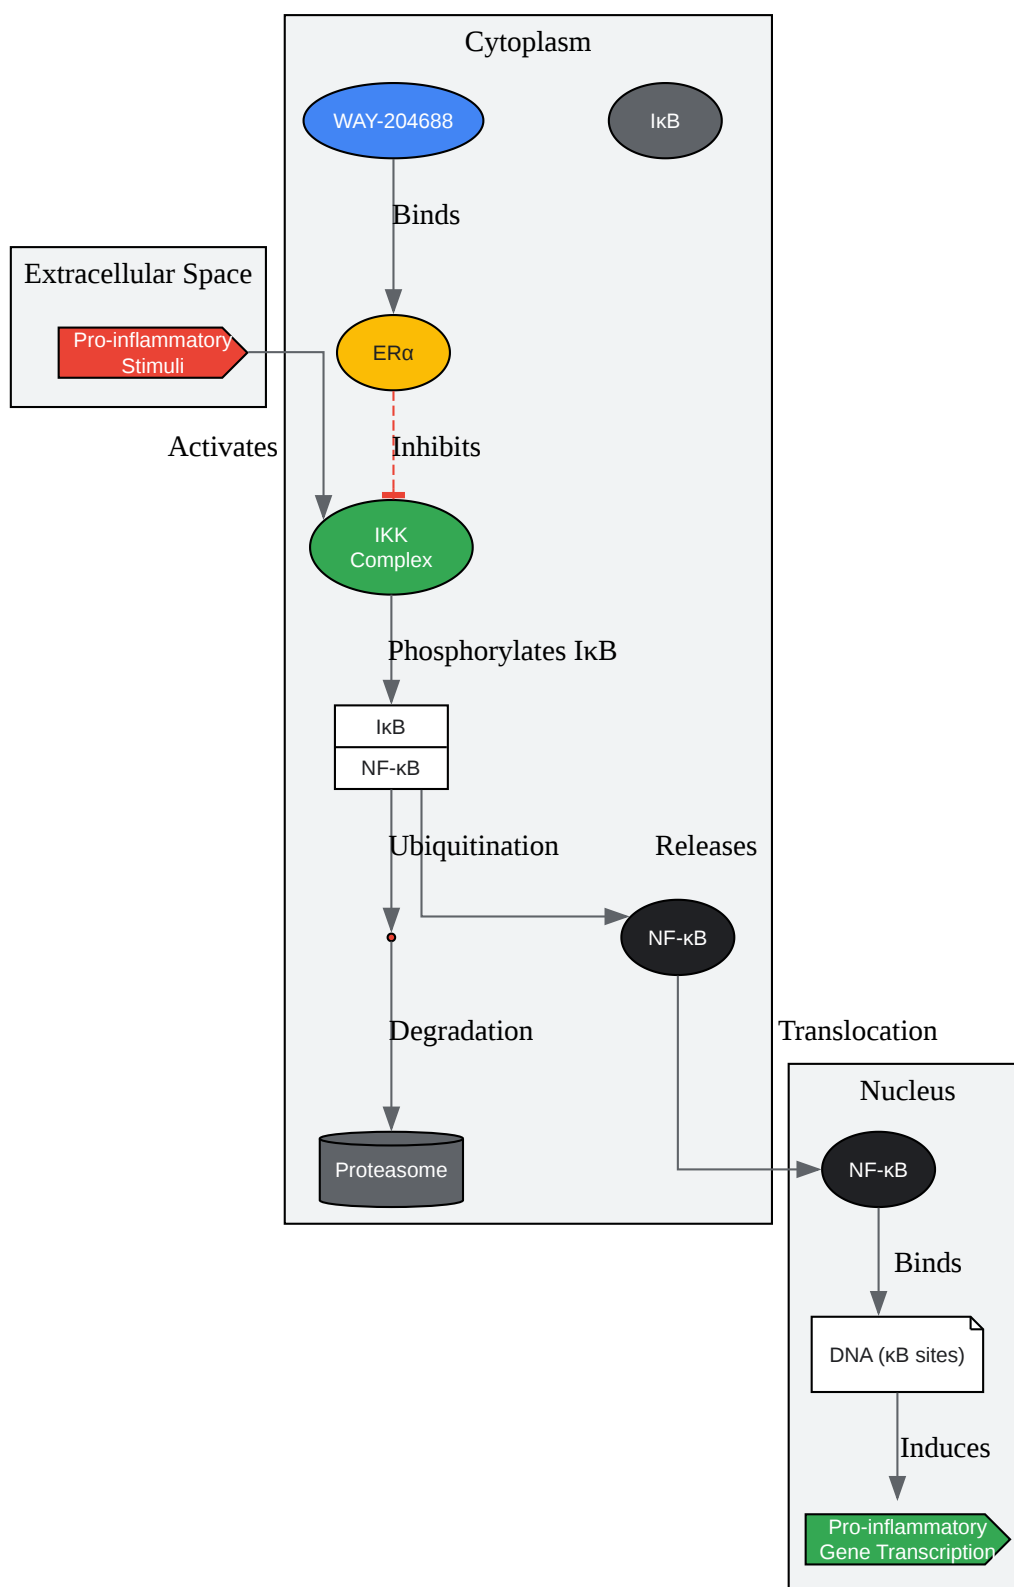 Cytoplasm
WAY-204688
IκB
Binds
Extracellular Space
Pro-inflammatory
Stimuli
ERα
Activates
Inhibits
IKK
Complex
Phosphorylates IκB
IκB
NF-κB
Ubiquitination
Releases
NF-κB
Degradation
Translocation
Nucleus
Proteasome
NF-κB
Binds
DNA (κB sites)
Induces
Pro-inflammatory
Gene Transcription